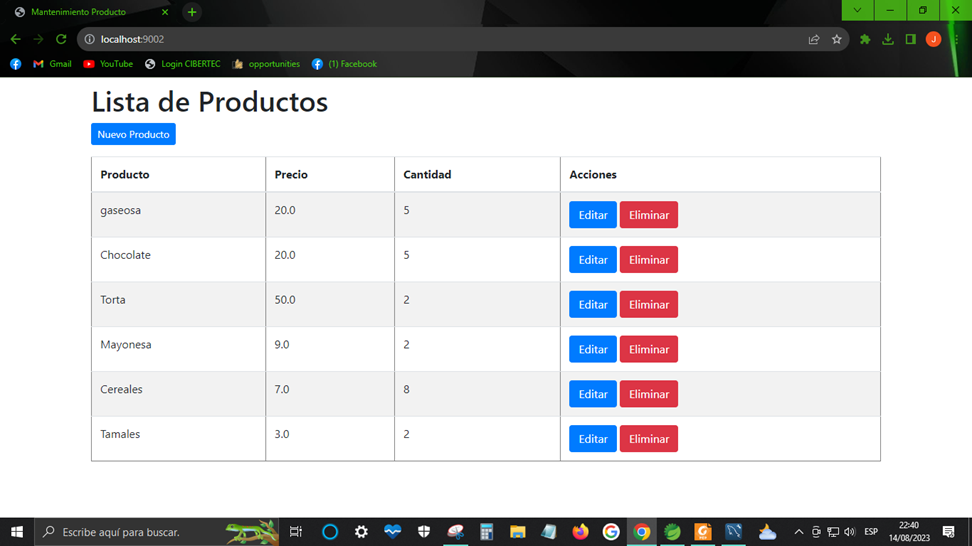 Mantenimiento Producto
localhost:9002
Gmail YouTube Login CIBERTEC opportunities (1) Facebook
Lista de Productos
Nuevo Producto
Producto Precio Cantidad Acciones
gaseosa 20.0 5 Editar Eliminar
Chocolate 20.0 5 Editar Eliminar
Torta 50.0 2 Editar Eliminar
Mayonesa 9.0 2 Editar Eliminar
Cereales 7.0 8 Editar Eliminar
Tamales 3.0 2 Editar Eliminar
Escribe aquí para buscar. ESP 22:40
14/08/2023